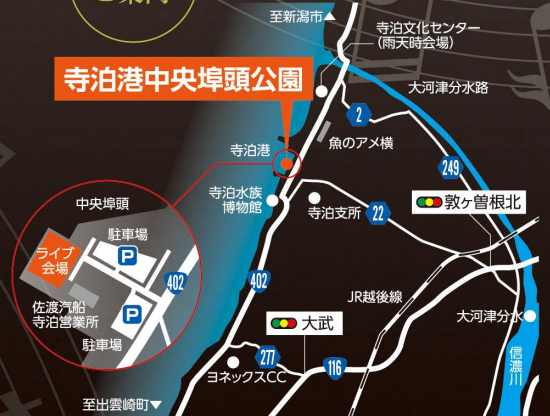 ご案内
至新潟市▲
寺泊文化センター
(雨天時会場)
寺泊港中央埠頭公園
大河津分水路
2
魚のアメ横
寺泊港
249
中央埠頭
寺泊水族
博物館
寺泊支所
22
敦ヶ曽根北
駐車場
P
ライブ
会場
402
402
JR越後線
佐渡汽船
寺泊営業所
P
駐車場
大武
大河津分水
信濃川
277
116
ヨネックスCC
至出雲崎町▼